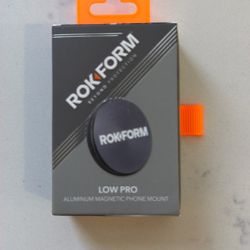 ROKFORM
BEYOND PROTECTION
ROKFORM
LOW PRO
ALUMINUM MAGNETIC PHONE MOUNT